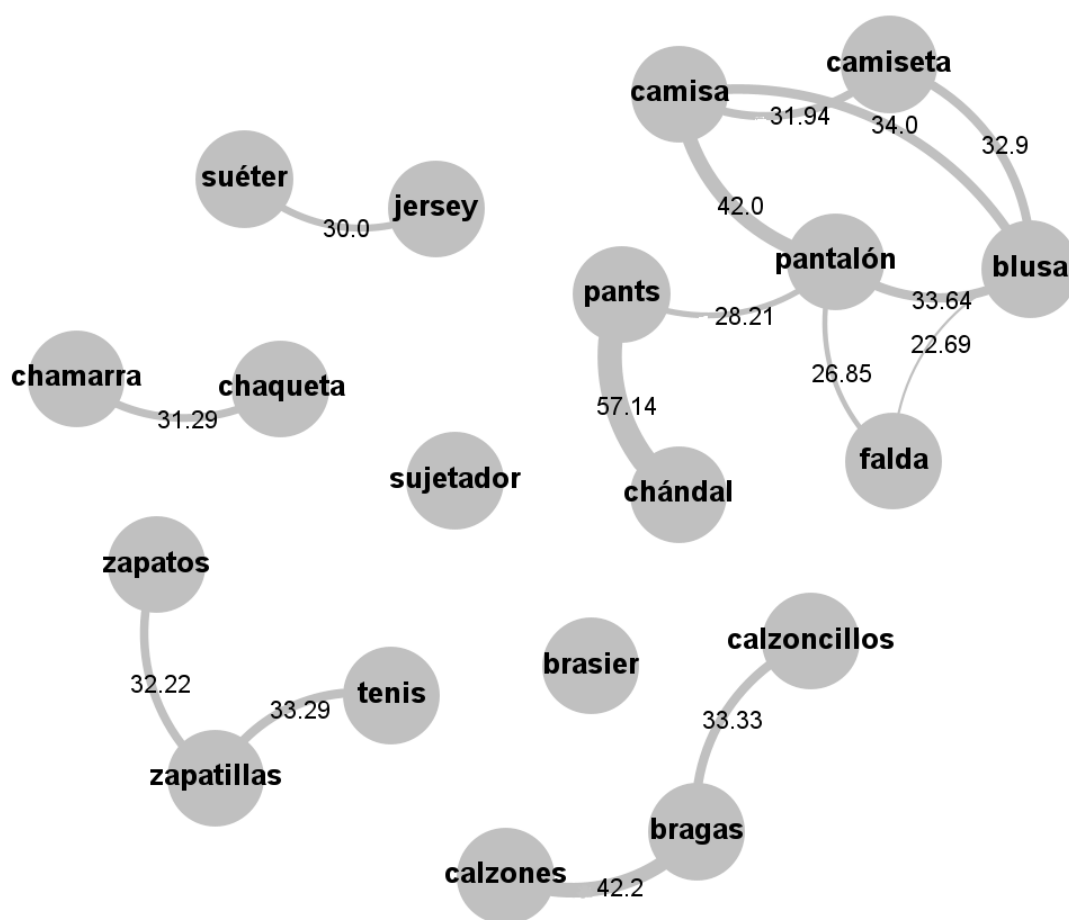 camiseta
camisa
31.94
34.0
32.9
suéter
jersey
42.0
30.0
pantalón
blusa
pants
33.64
28.21
22.69
chamarra
26.85
chaqueta
57.14
31.29
falda
sujetador
chándal
zapatos
calzoncillos
brasier
32.22
tenis
33.29
33.33
zapatillas
bragas
calzones
42.2